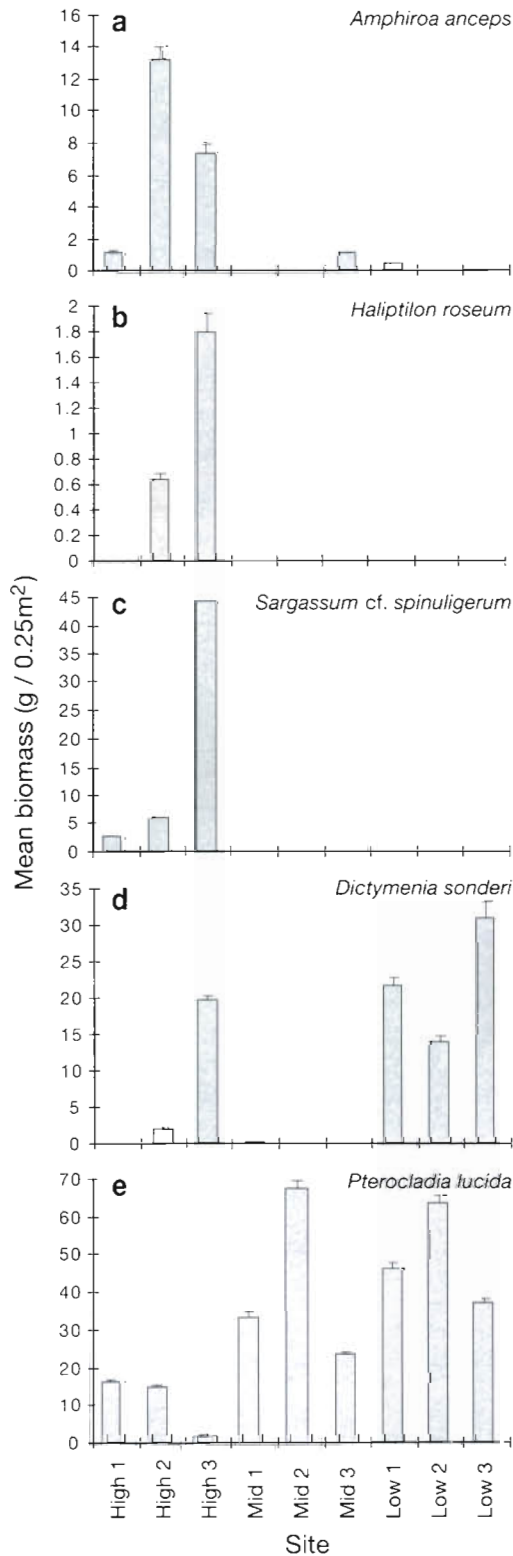 a
Amphiroa anceps
16
14
12
10
8
6
4
2
0
b
Haliptilon roseum
2
1.8
1.6
1.4
1.2
1
0.8
0.6
0.4
0.2
0
c
Sargassum cf. spinuligerum
45
40
35
30
25
20
15
10
5
0
Mean biomass (g / 0.25m²)
d
Dictymenia sonderi
35
30
25
20
15
10
5
0
e
Pterocladia lucida
70
60
50
40
30
20
10
0
High 1
High 2
High 3
Mid 1
Mid 2
Mid 3
Low 1
Low 2
Low 3
Site